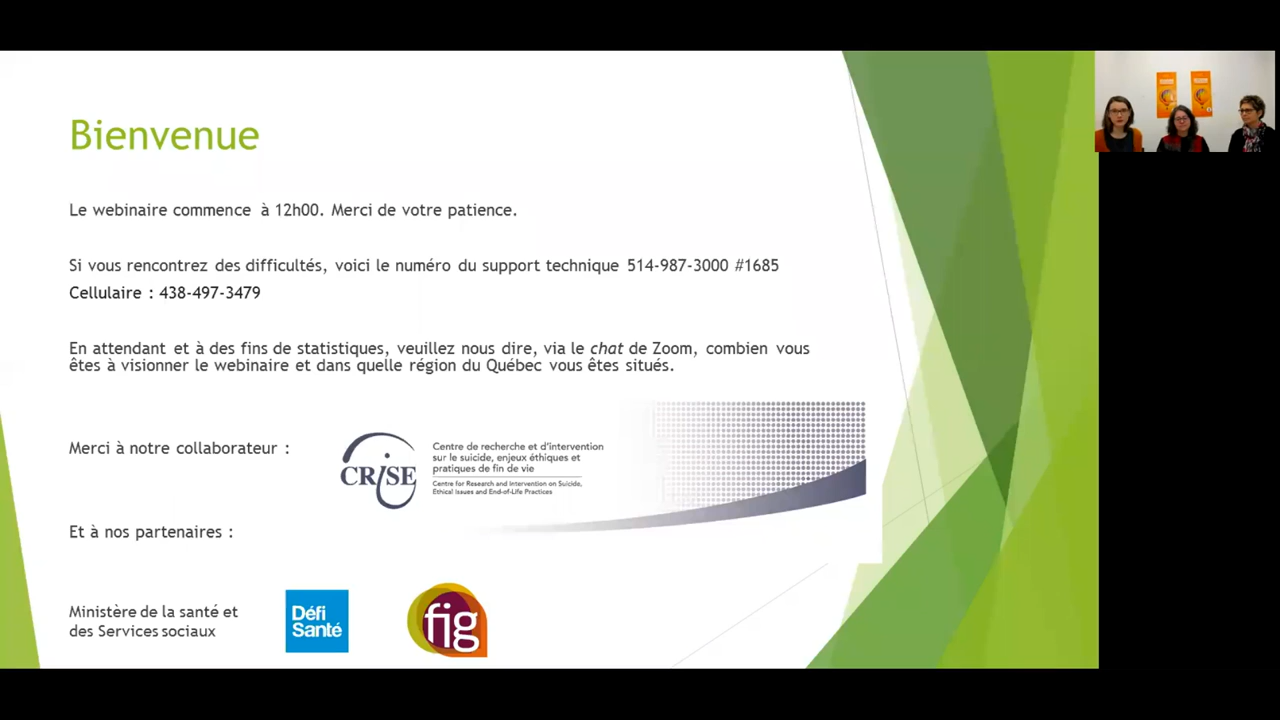 Bienvenue
Le webinaire commence à 12h00. Merci de votre patience.
Si vous rencontrez des difficultés, voici le numéro du support technique 514-987-3000 #1685
Cellulaire : 438-497-3479
En attendant et à des fins de statistiques, veuillez nous dire, via le chat de Zoom, combien vous
êtes à visionner le webinaire et dans quelle région du Québec vous êtes situés.
Merci à notre collaborateur :
CRiSE
Centre de recherche et d'intervention
sur le suicide, enjeux éthiques et
pratiques de fin de vie
Centre for Research and Intervention on Suicide,
Ethical Issues and End-of-Life Practices
Et à nos partenaires :
Ministère de la santé et
des Services sociaux
Défi
Santé
fig